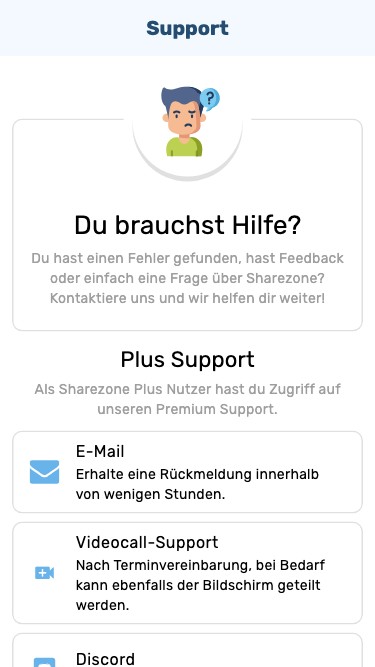 Support
?
Du brauchst Hilfe?
Du hast einen Fehler gefunden, hast Feedback
oder einfach eine Frage über Sharezone?
Kontaktiere uns und wir helfen dir weiter!
Plus Support
Als Sharezone Plus Nutzer hast du Zugriff auf
unseren Premium Support.
E-Mail
Erhalte eine Rückmeldung innerhalb
von wenigen Stunden.
Videocall-Support
Nach Terminvereinbarung, bei Bedarf
kann ebenfalls der Bildschirm geteilt
werden.
Discord